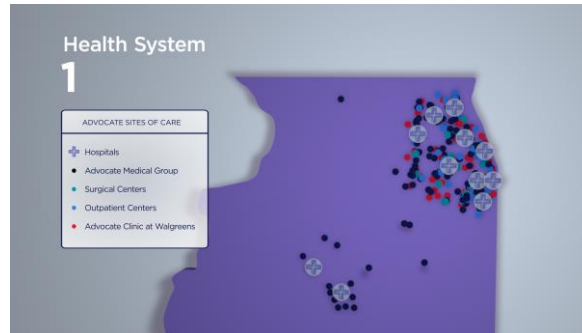 Health System
1
ADVOCATE SITES OF CARE
Hospitals
Advocate Medical Group
Surgical Centers
Outpatient Centers
Advocate Clinic at Walgreens